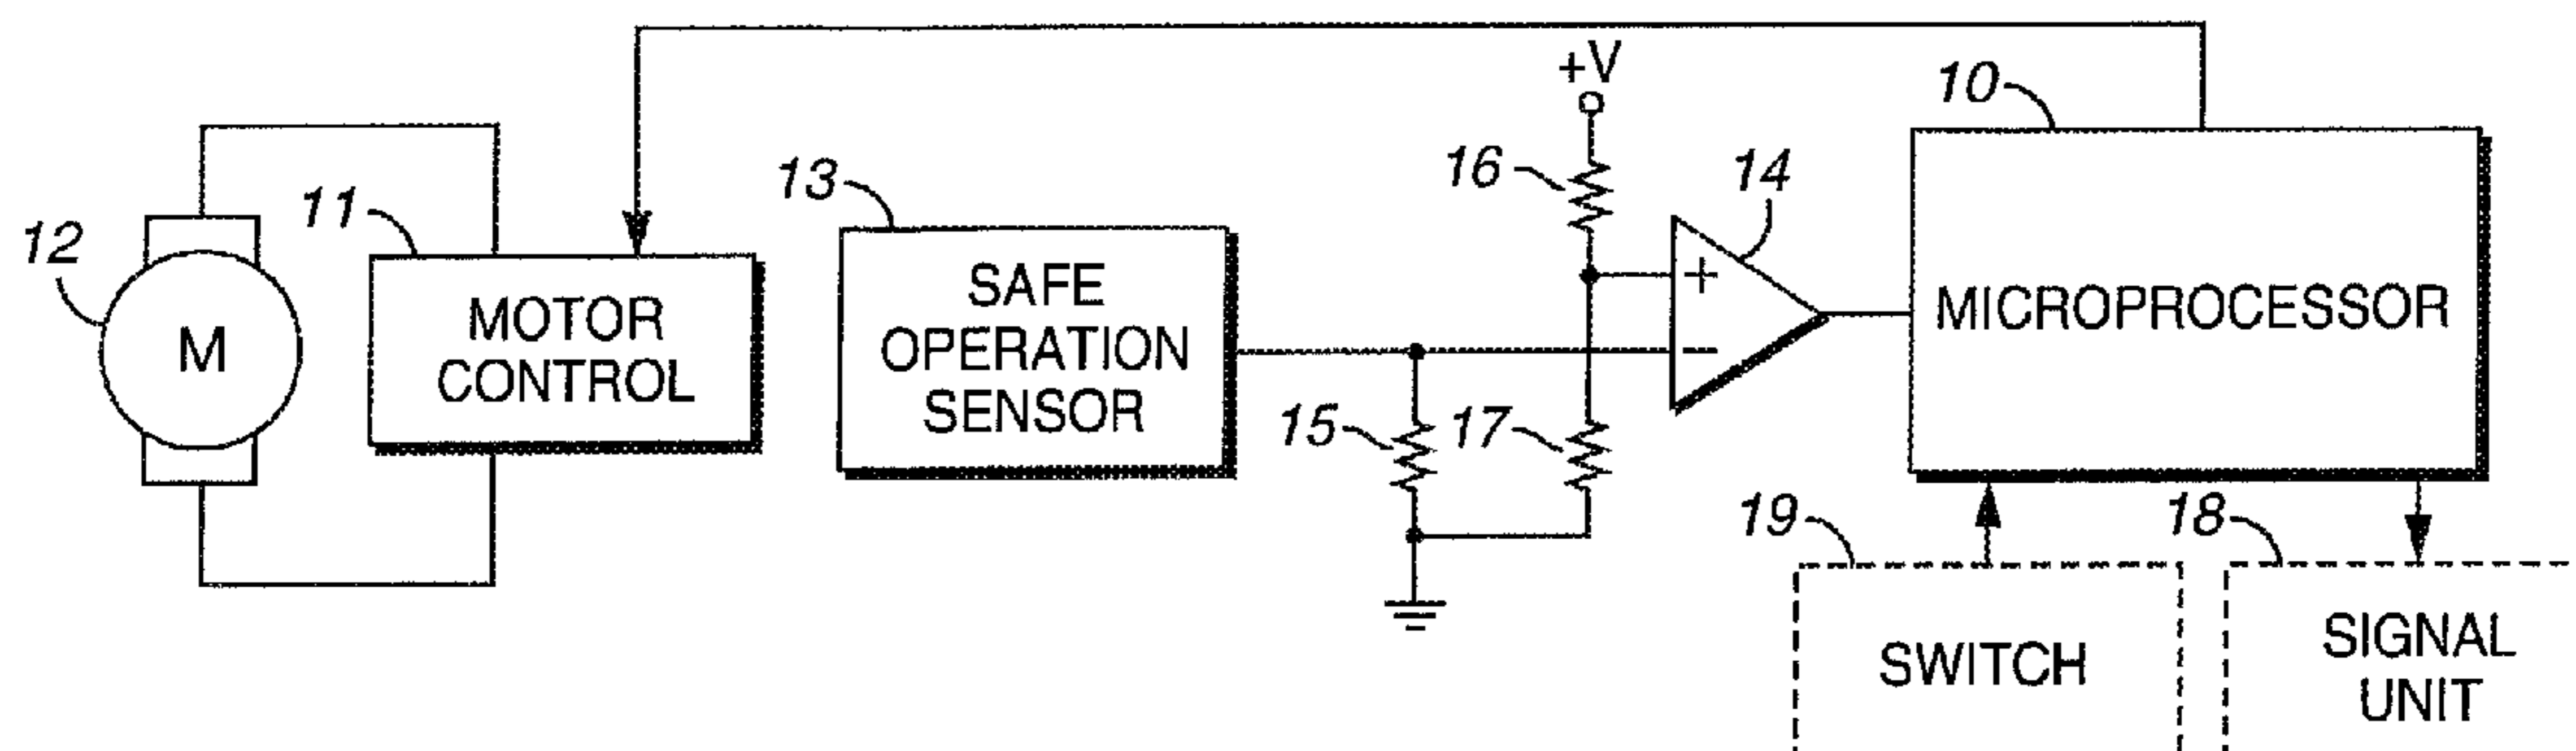 +V
10
16
14
13
11
12
M
MOTOR
CONTROL
SAFE
OPERATION
SENSOR
+
−
MICROPROCESSOR
15
17
19
18
SWITCH
SIGNAL
UNIT